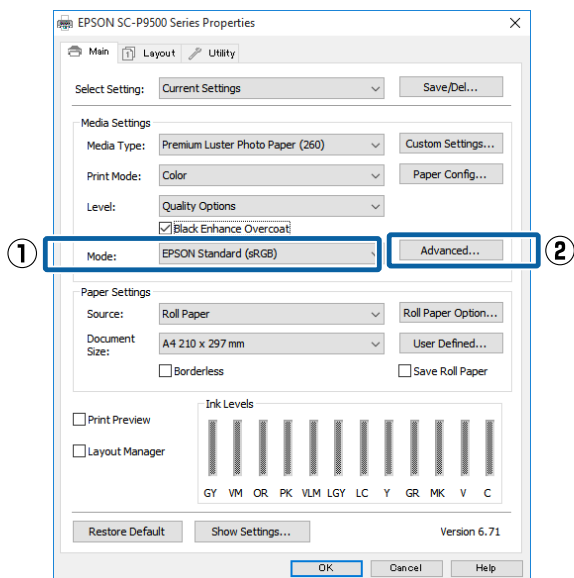 EPSON SC-P9500 Series Properties
Main Layout Utility
Select Setting: Current Settings Save/Del...
Media Settings
Media Type: Premium Luster Photo Paper (260) Custom Settings...
Print Mode: Color Paper Config...
Level: Quality Options
Black Enhance Overcoat
① Mode: EPSON Standard (sRGB) Advanced... ②
Paper Settings
Source: Roll Paper Roll Paper Option...
Document Size: A4 210 x 297 mm User Defined...
Borderless Save Roll Paper
Ink Levels
Print Preview
Layout Manager
GY VM OR PK VLM LGY LC Y GR MK V C
Restore Default Show Settings... Version 6.71
OK Cancel Help